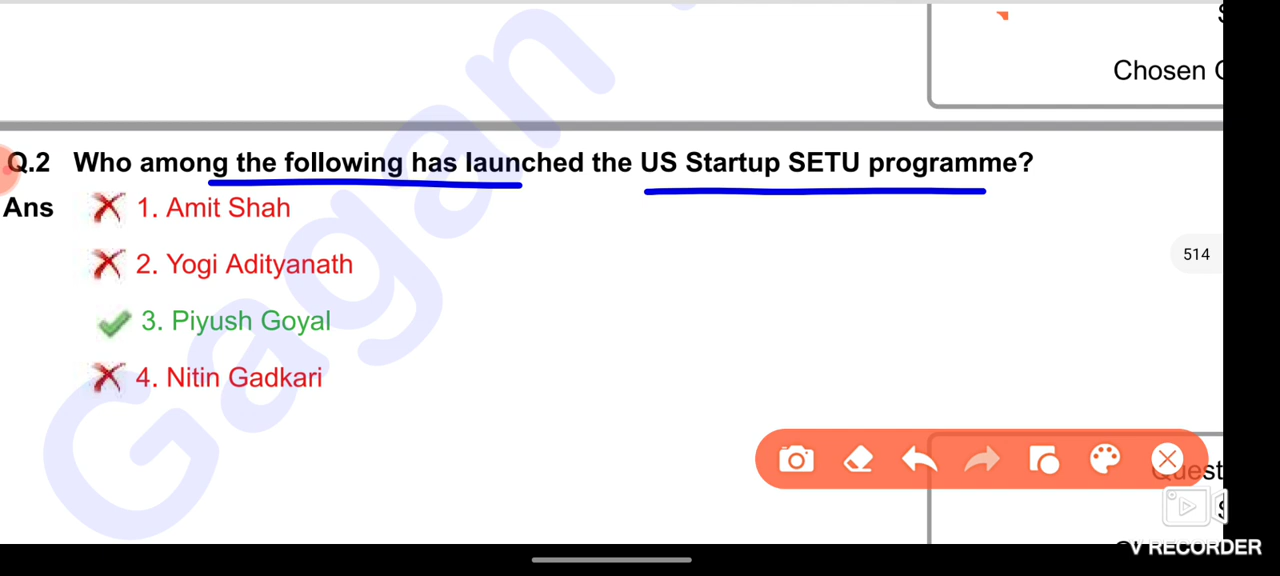 Chosen
Q.2 Who among the following has launched the US Startup SETU programme?
Ans 1. Amit Shah
2. Yogi Adityanath
514
3. Piyush Goyal
4. Nitin Gadkari
Gagan
V RECORDER